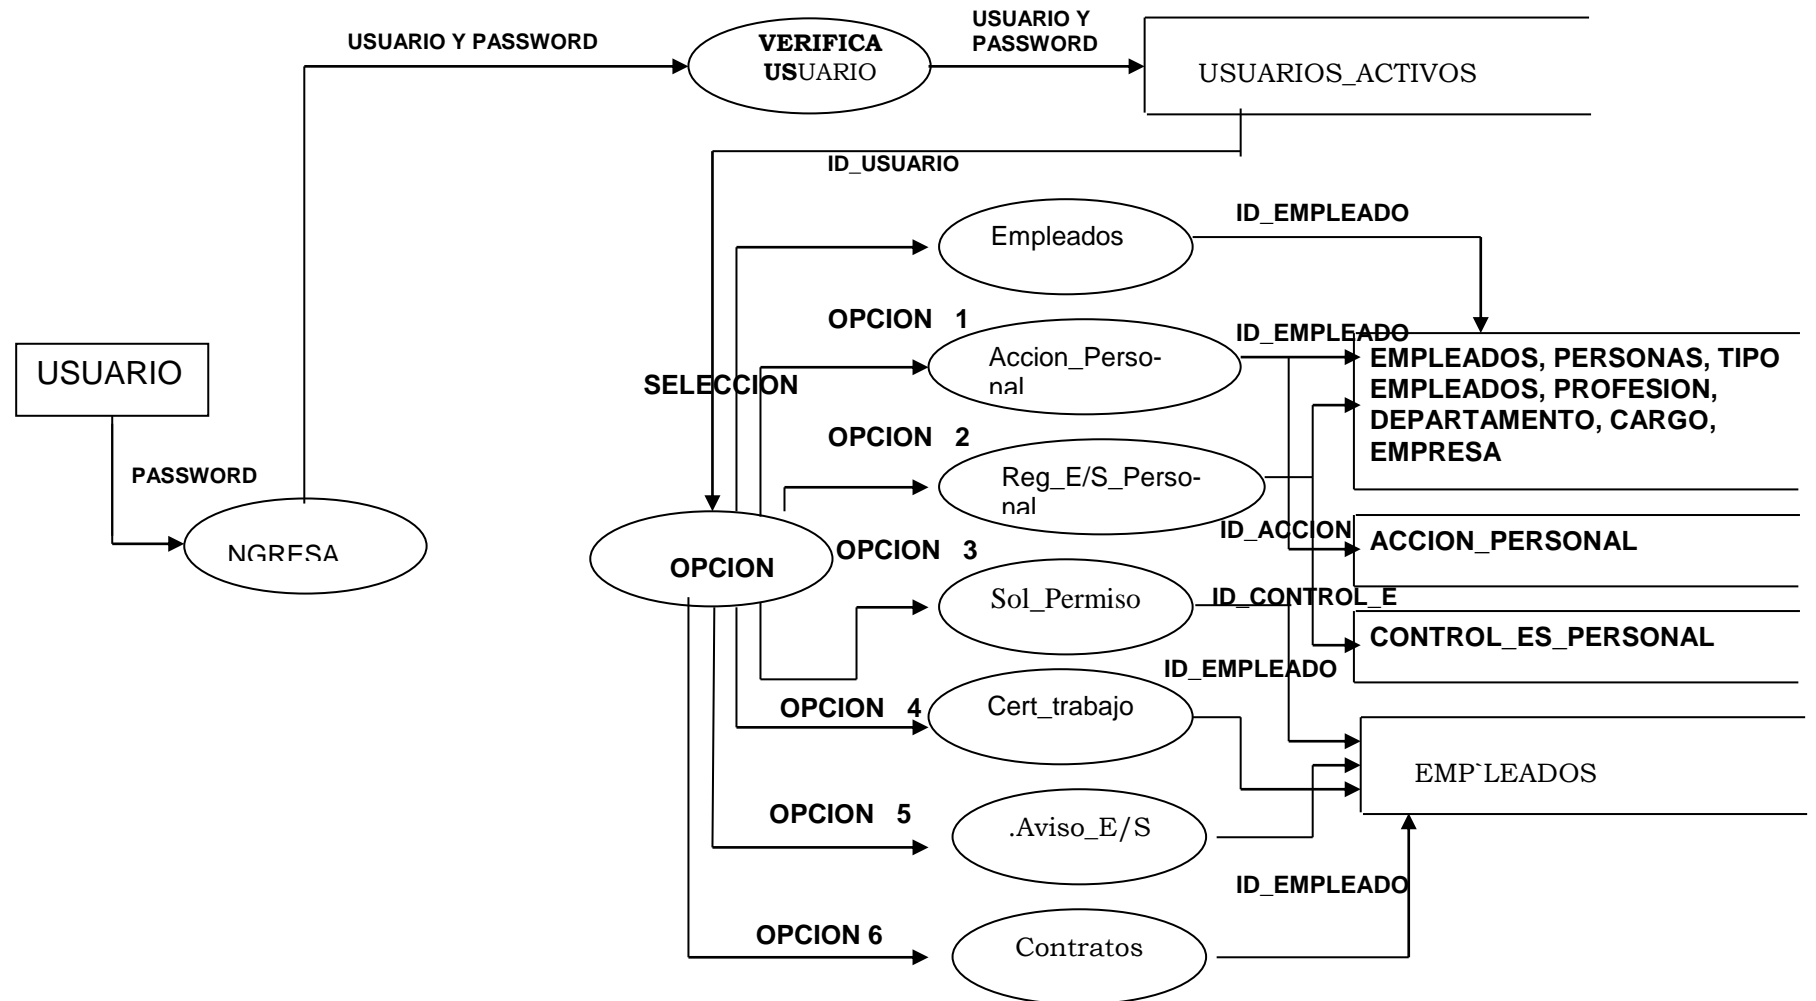 USUARIO Y
PASSWORD
USUARIO Y PASSWORD
VERIFICA
USUARIO
USUARIOS_ACTIVOS
ID_USUARIO
ID_EMPLEADO
Empleados
OPCION 1
ID_EMPLEADO
USUARIO
Accion_Perso-
nal
EMPLEADOS, PERSONAS, TIPO
EMPLEADOS, PROFESION,
DEPARTAMENTO, CARGO,
EMPRESA
SELECCION
OPCION 2
PASSWORD
Reg_E/S_Perso-
nal
ID_ACCION
ACCION_PERSONAL
NGRESA
OPCION 3
OPCION
Sol_Permiso
ID_CONTROL_E
CONTROL_ES_PERSONAL
ID_EMPLEADO
OPCION 4
Cert_trabajo
EMP`LEADOS
OPCION 5
.Aviso_E/S
ID_EMPLEADO
OPCION 6
Contratos